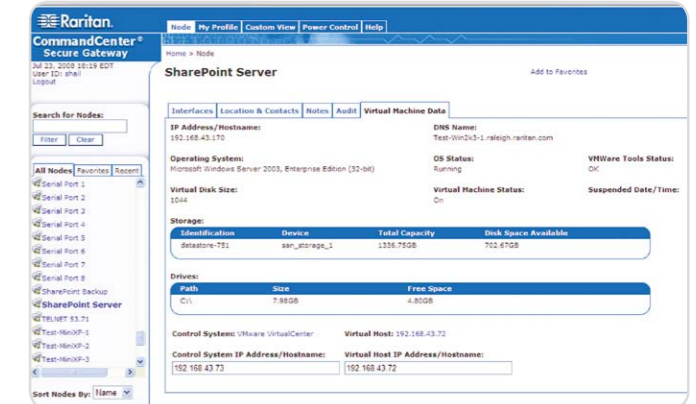 Raritan.
CommandCenter®
Secure Gateway
Jul 23, 2008 18:19 EDT
User ID: shail
Logout
Search for Nodes:
Filter Clear
All Nodes Favorites Recent
Serial Port 1
Serial Port 2
Serial Port 3
Serial Port 4
Serial Port 5
Serial Port 6
Serial Port 7
Serial Port 8
SharePoint Backup
SharePoint Server
TELNET 53.71
Test-MiniXP-1
Test-MiniXP-2
Test-MiniXP-3
Sort Nodes By: Name
Node My Profile Custom View Power Control Help
Home > Node
SharePoint Server
Add to Favorites
Interfaces Location & Contacts Notes Audit Virtual Machine Data
IP Address/Hostname: DNS Name:
192.168.43.170 Test-Win2k3-1.raleigh.raritan.com
Operating System: OS Status: VMWare Tools Status:
Microsoft Windows Server 2003, Enterprise Edition (32-bit) Running OK
Virtual Disk Size: Virtual Machine Status: Suspended Date/Time:
1044 On
Storage:
Identification Device Total Capacity Disk Space Available
datastore-751 san_storage_1 1336.75GB 702.67GB
Drives:
Path Size Free Space
C:\ 7.98GB 4.80GB
Control System: VMware VirtualCenter Virtual Host: 192.168.43.72
Control System IP Address/Hostname: Virtual Host IP Address/Hostname:
192.168.43.73 192.168.43.72